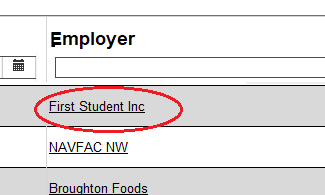 Employer
First Student Inc
NAVFAC NW
Broughton Foods